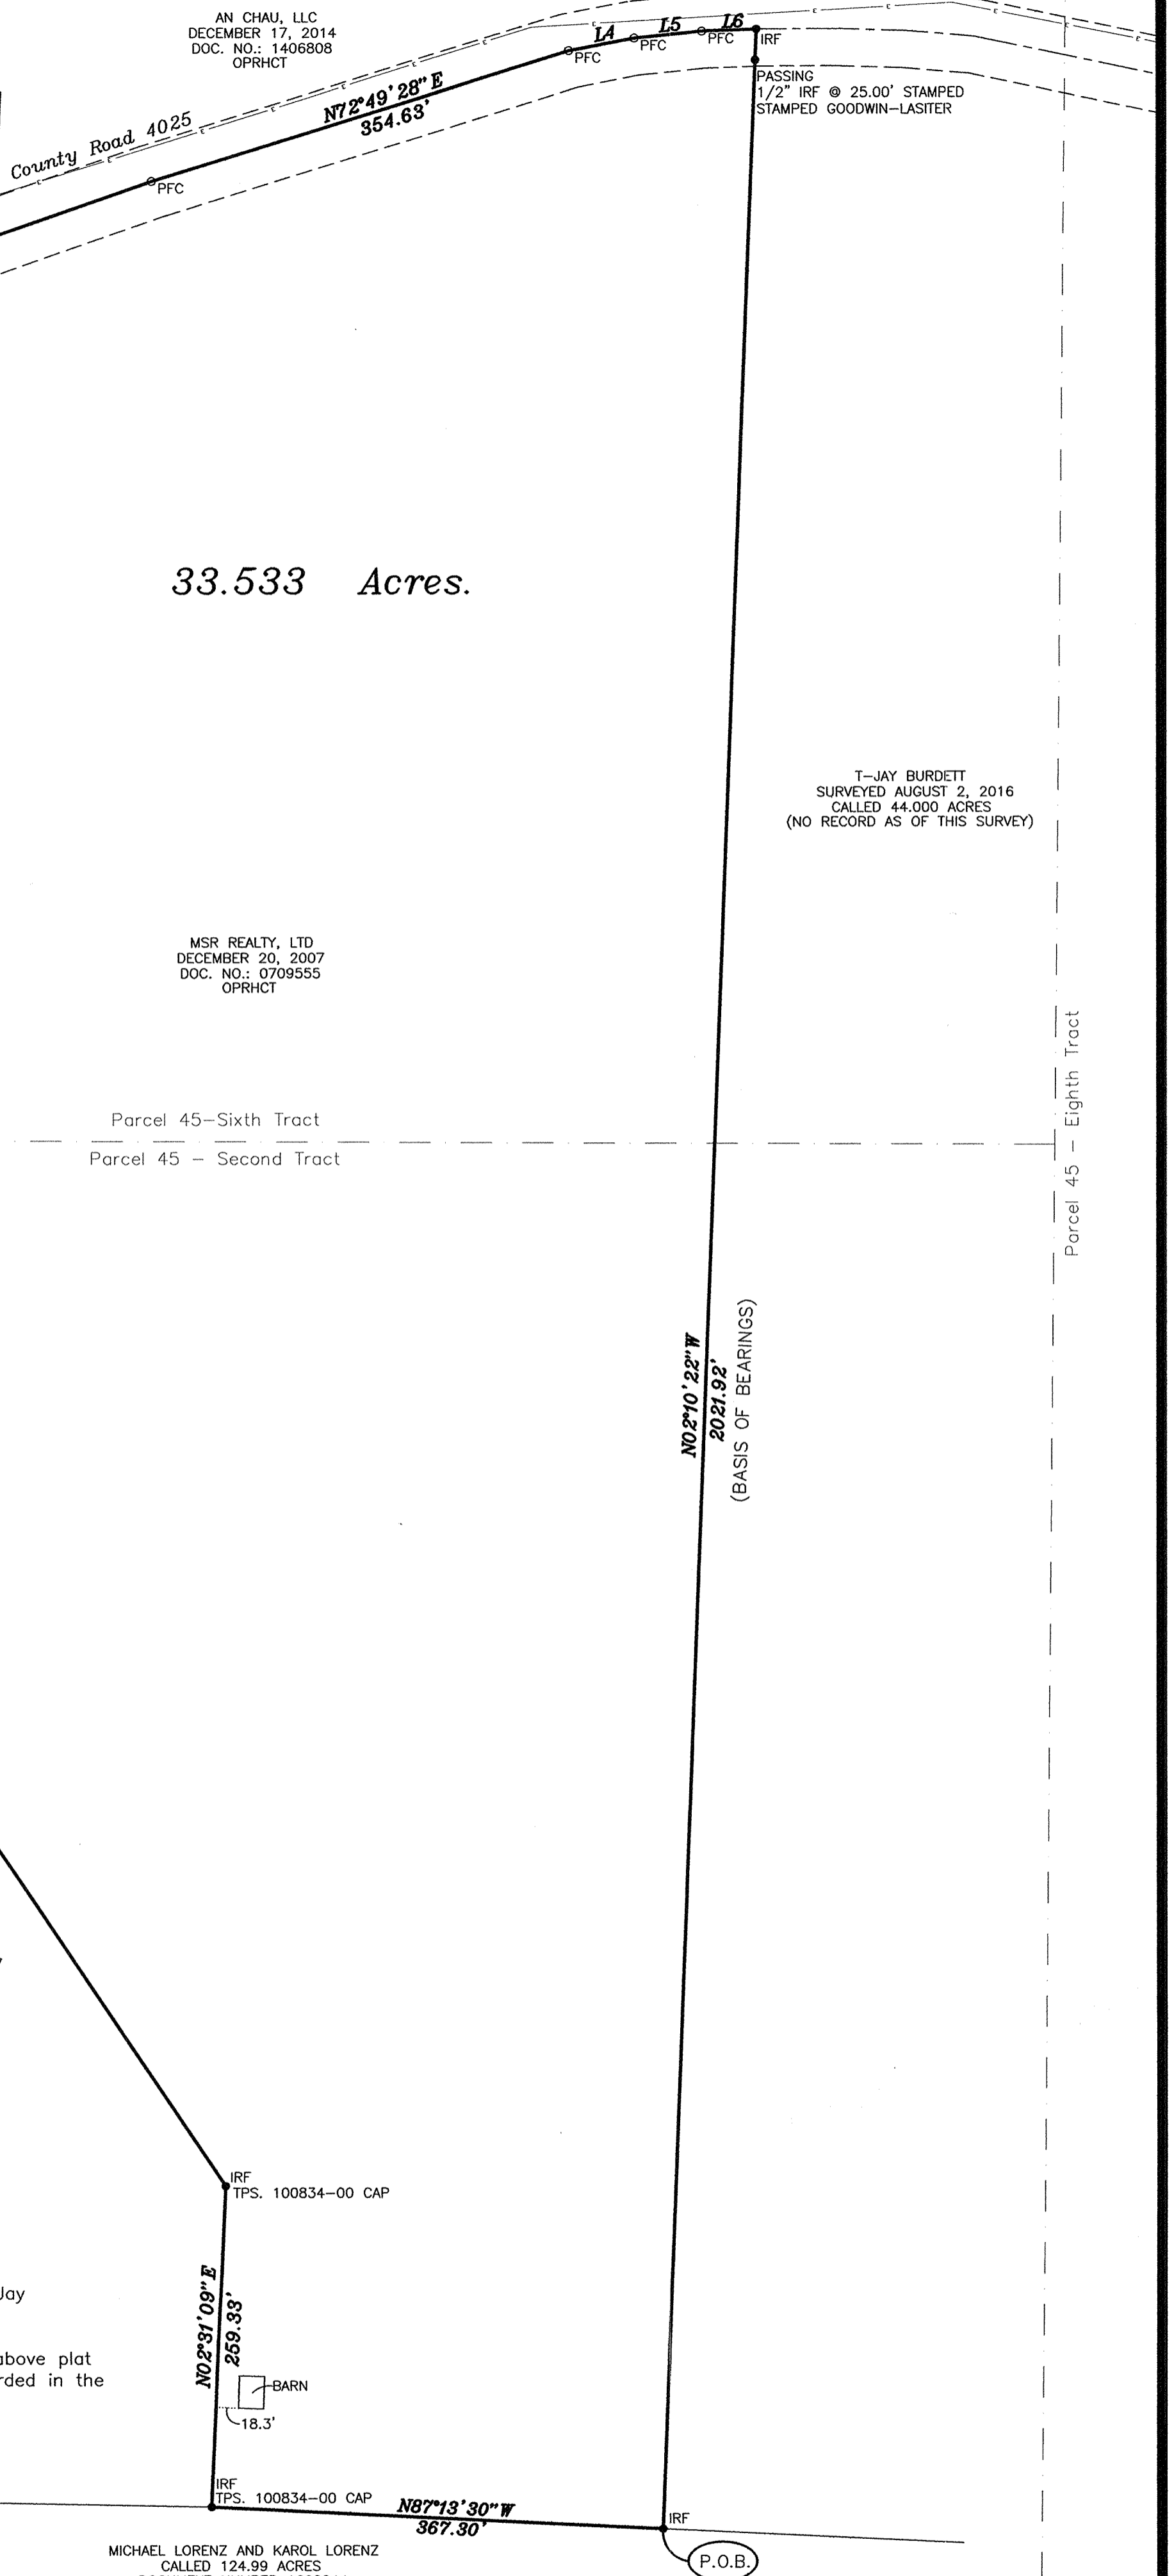 AN CHAU, LLC
DECEMBER 17, 2014
DOC. NO.: 1406808
OPRHCT
L4
L5
L6
PFC
PFC
PFC
IRF
PASSING
1/2" IRF @ 25.00' STAMPED
STAMPED GOODWIN-LASITER
County Road 4025
N72°49'28" E
354.63'
PFC
33.533 Acres.
T-JAY BURDETT
SURVEYED AUGUST 2, 2016
CALLED 44.000 ACRES
(NO RECORD AS OF THIS SURVEY)
MSR REALTY, LTD
DECEMBER 20, 2007
DOC. NO.: 0709555
OPRHCT
Parcel 45-Sixth Tract
Parcel 45 - Second Tract
Parcel 45 - Eighth Tract
N02°10'22"W
2021.92'
(BASIS OF BEARINGS)
IRF
TPS. 100834-00 CAP
N02°31'09" E
259.33'
Jay
above plat
rded in the
BARN
18.3'
IRF
TPS. 100834-00 CAP
N87°13'30"W
367.30'
IRF
P.O.B.
MICHAEL LORENZ AND KAROL LORENZ
CALLED 124.99 ACRES